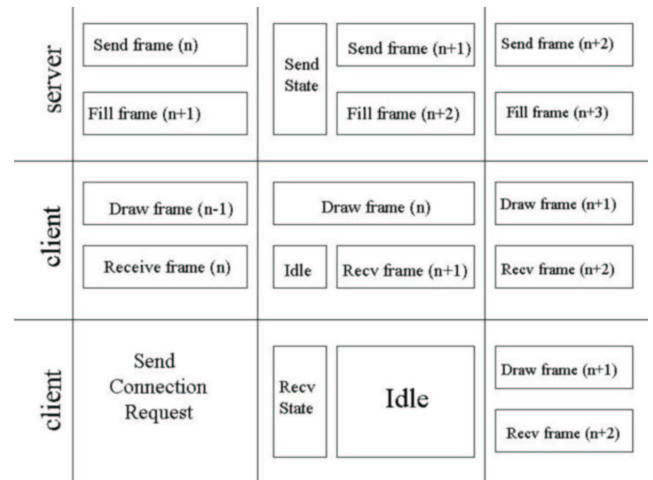 server
Send frame (n)
Fill frame (n+1)
Send
State
Send frame (n+1)
Fill frame (n+2)
Send frame (n+2)
Fill frame (n+3)
client
Draw frame (n-1)
Receive frame (n)
Draw frame (n)
Idle
Recv frame (n+1)
Draw frame (n+1)
Recv frame (n+2)
client
Send
Connection
Request
Recv
State
Idle
Draw frame (n+1)
Recv frame (n+2)